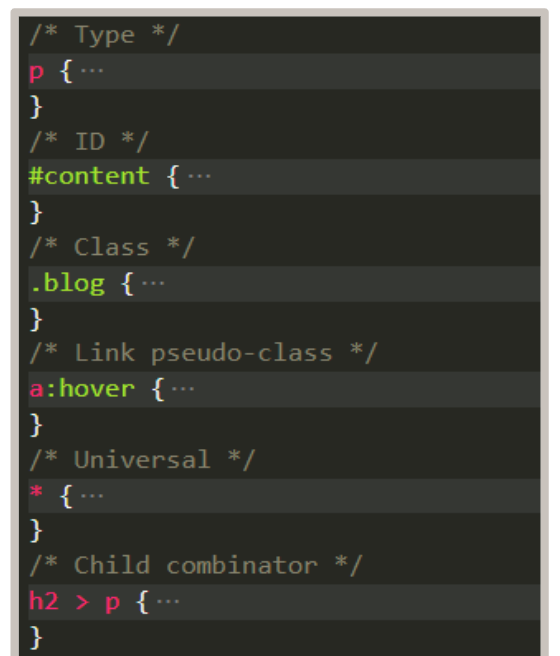 /* Type */
p { ···
}
/* ID */
#content { ···
}
/* Class */
.blog { ···
}
/* Link pseudo-class */
a:hover { ···
}
/* Universal */
* { ···
}
/* Child combinator */
h2 > p { ···
}